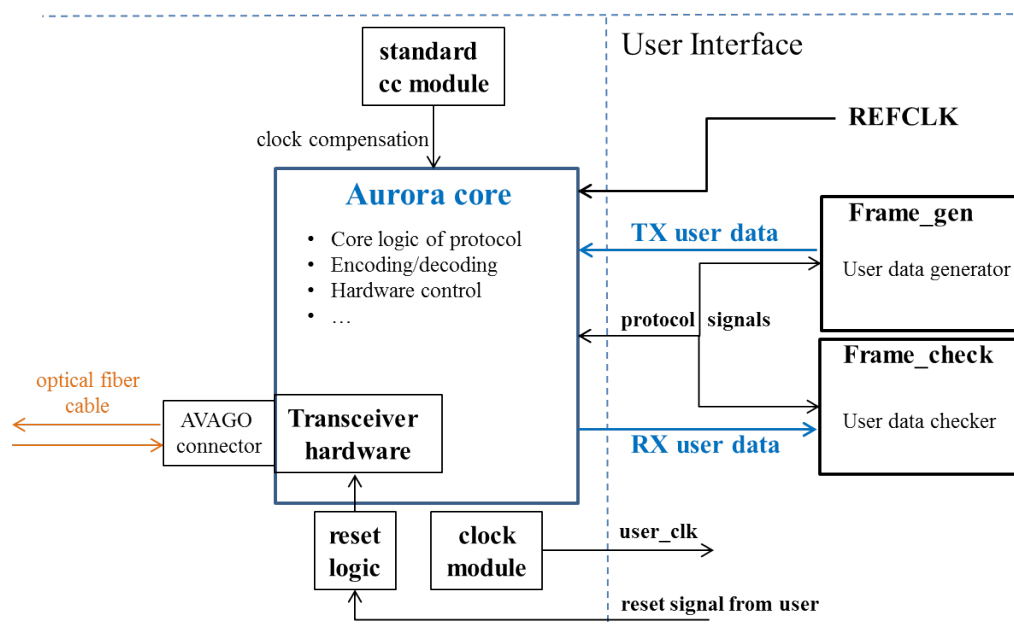 standard
cc module
User Interface
REFCLK
clock compensation
Aurora core
• Core logic of protocol
• Encoding/decoding
• Hardware control
• …
TX user data
Frame_gen
User data generator
protocol signals
Frame_check
User data checker
RX user data
optical fiber
cable
AVAGO
connector
Transceiver
hardware
reset
logic
clock
module
user_clk
reset signal from user